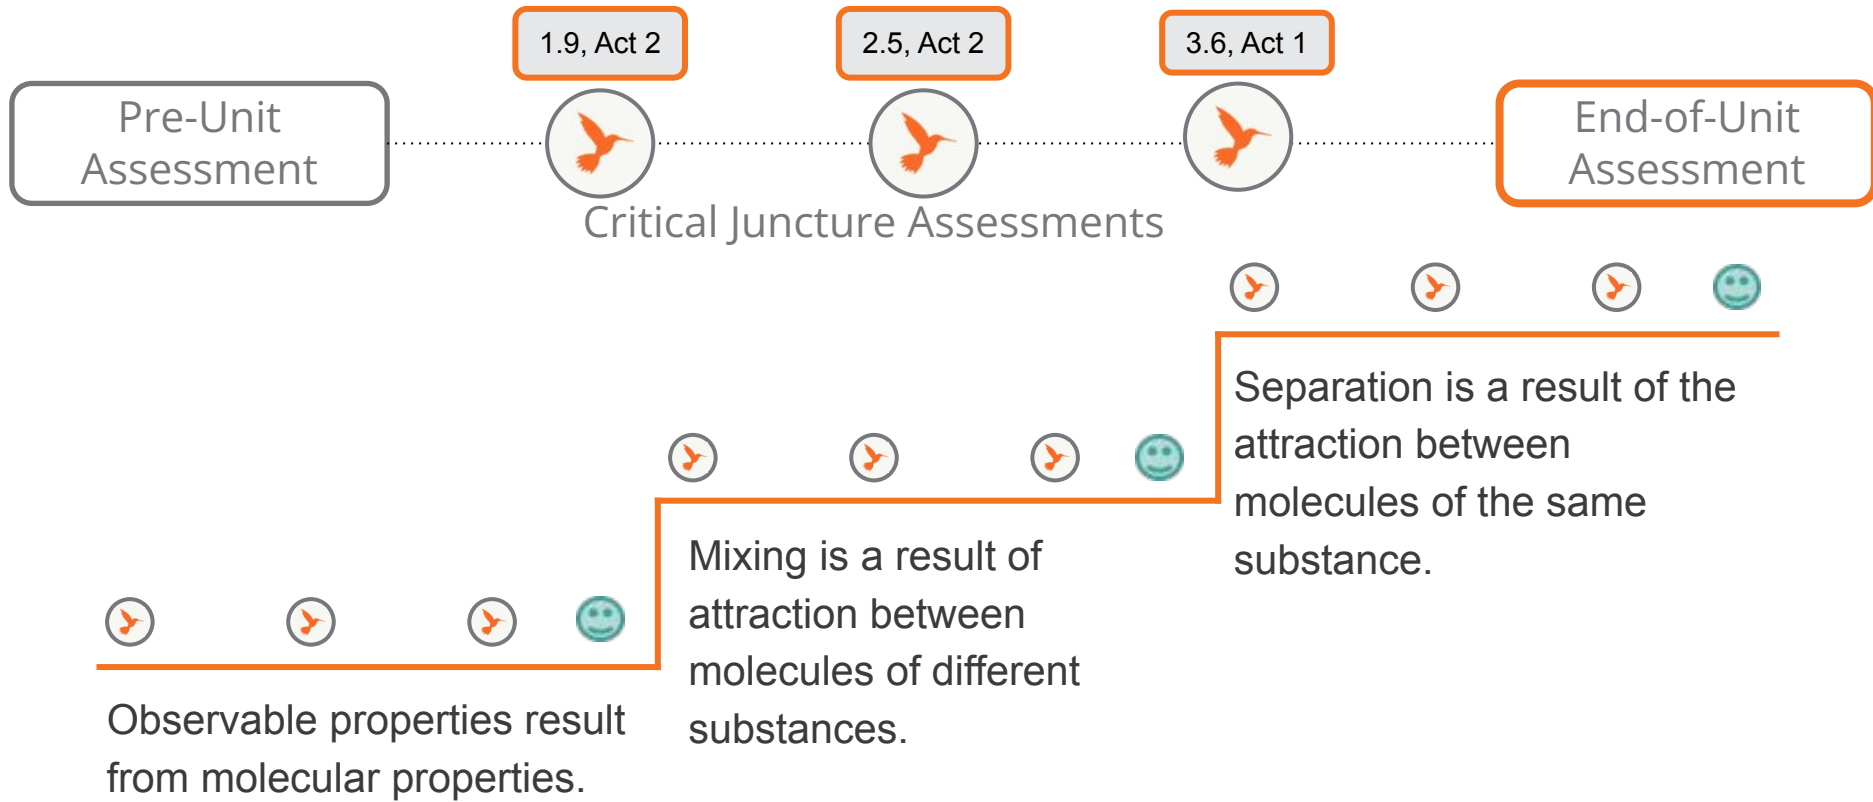 1.9, Act 2
2.5, Act 2
3.6, Act 1
Pre-Unit
Assessment
End-of-Unit
Assessment
Critical Juncture Assessments
Separation is a result of the
attraction between
molecules of the same
substance.
Mixing is a result of
attraction between
molecules of different
substances.
Observable properties result
from molecular properties.